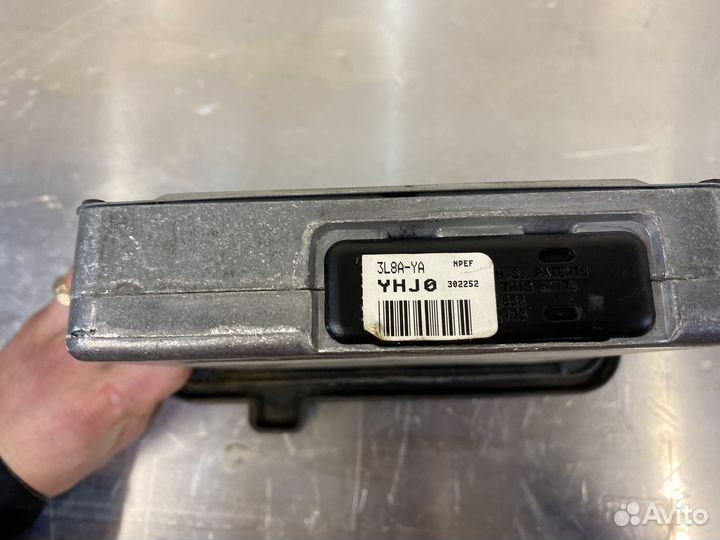 3L8A-YA NPEF
YHJ0 302252
U.S. PATENTS
THIS UNIT:
Avito